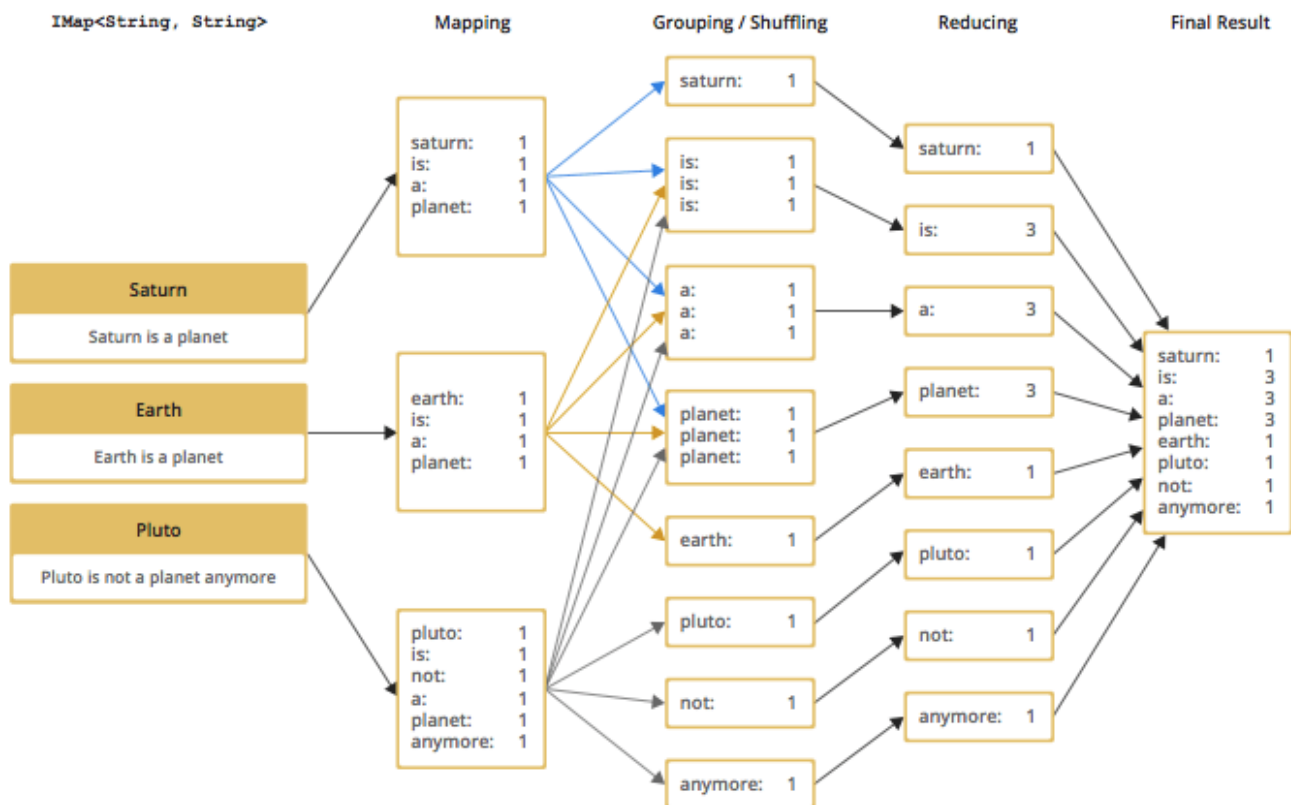 IMap<String, String>
Mapping
Grouping / Shuffling
Reducing
Final Result
Saturn
Saturn is a planet
Earth
Earth is a planet
Pluto
Pluto is not a planet anymore
saturn: 1
is: 1
a: 1
planet: 1
earth: 1
is: 1
a: 1
planet: 1
pluto: 1
is: 1
not: 1
a: 1
planet: 1
anymore: 1
saturn: 1
is: 1
is: 1
is: 1
a: 1
a: 1
a: 1
planet: 1
planet: 1
planet: 1
earth: 1
pluto: 1
not: 1
anymore: 1
saturn: 1
is: 3
a: 3
planet: 3
earth: 1
pluto: 1
not: 1
anymore: 1
saturn: 1
is: 3
a: 3
planet: 3
earth: 1
pluto: 1
not: 1
anymore: 1